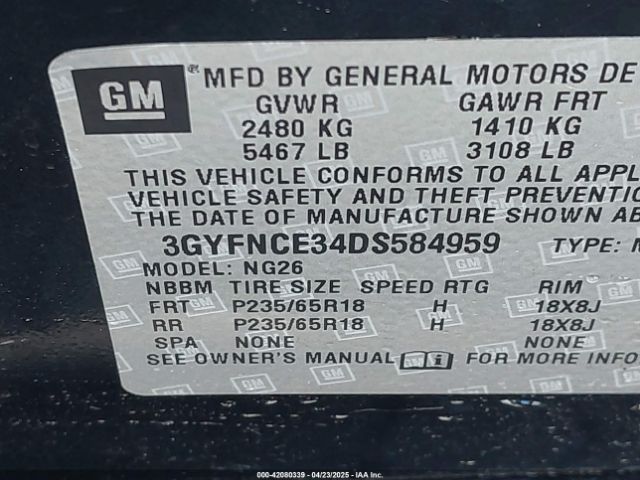 GM ® MFD BY GENERAL MOTORS DE
GVWR GAWR FRT
2480 KG 1410 KG
5467 LB 3108 LB
THIS VEHICLE CONFORMS TO ALL APPL
VEHICLE SAFETY AND THEFT PREVENTIO
THE DATE OF MANUFACTURE SHOWN AB
3GYFNCE34DS584959 TYPE: M
MODEL: NG26
NBBM TIRE SIZE SPEED RTG RIM
FRT P235/65R18 H 18X8J
RR P235/65R18 H 18X8J
SPA NONE NONE
SEE OWNER'S MANUAL i FOR MORE INFO
000-42080339 - 04/23/2025 - IAA Inc.